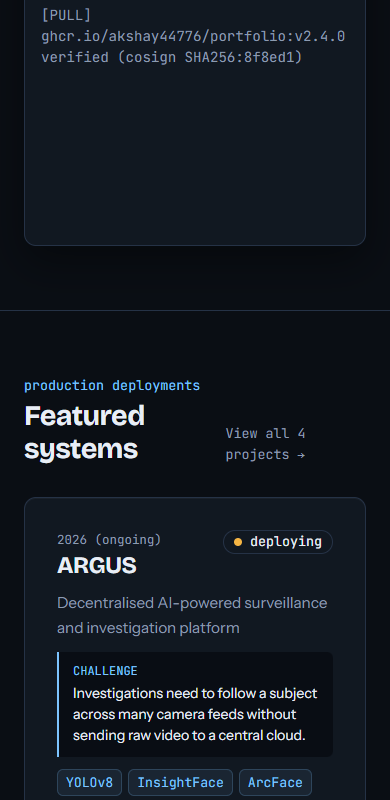 [PULL]
ghcr.io/akshay44776/portfolio:v2.4.0
verified (cosign SHA256:8f8ed1)
production deployments
Featured
systems
View all 4
projects →
2026 (ongoing)
deploying
ARGUS
Decentralised AI-powered surveillance
and investigation platform
CHALLENGE
Investigations need to follow a subject
across many camera feeds without
sending raw video to a central cloud.
YOLOv8 InsightFace ArcFace